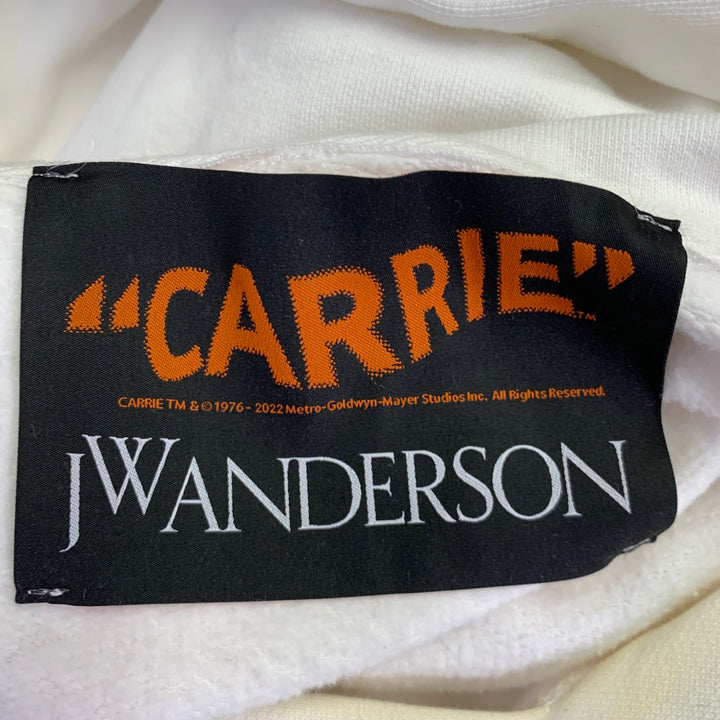 “CARRIE”™
CARRIE TM & © 1976 - 2022 Metro-Goldwyn-Mayer Studios Inc. All Rights Reserved.
JWANDERSON